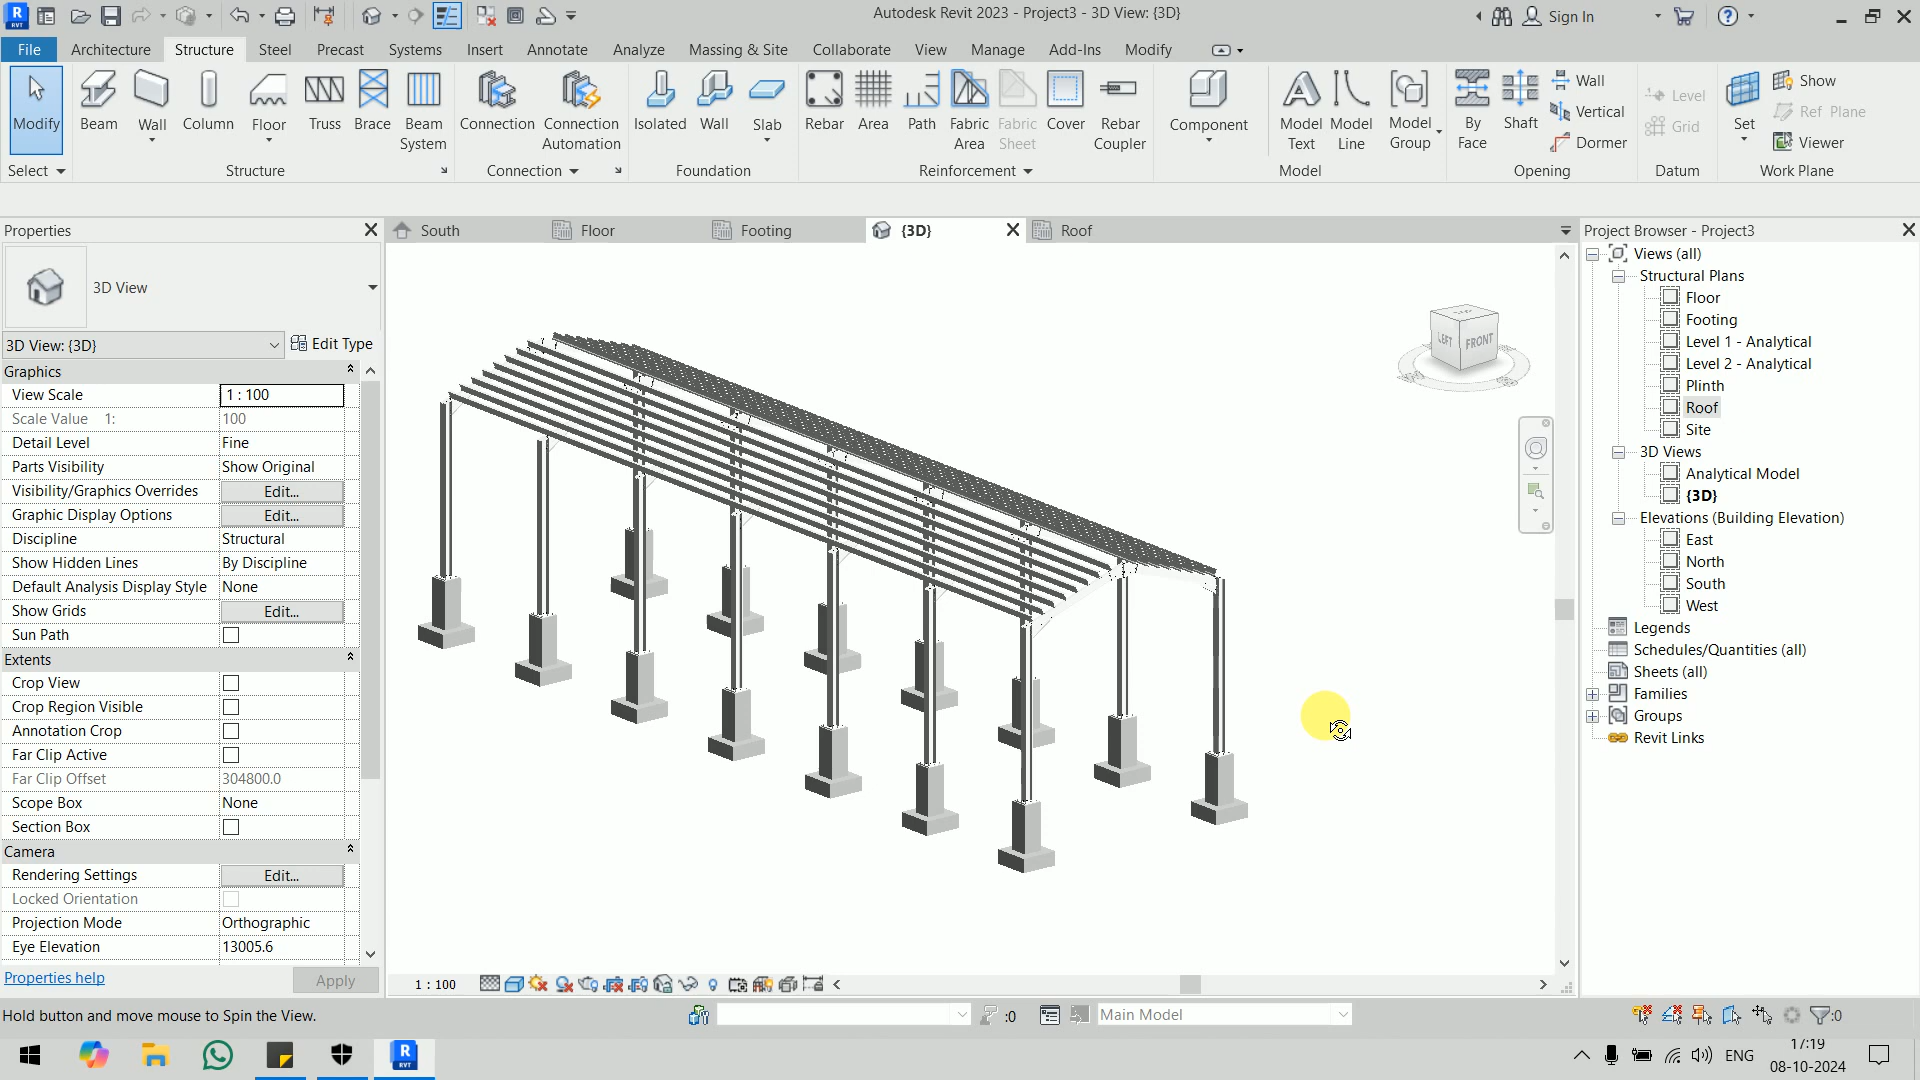 Autodesk Revit 2023 - Project3 - 3D View: {3D}
Sign In
File Architecture Structure Steel Precast Systems Insert Annotate Analyze Massing & Site Collaborate View Manage Add-Ins Modify
Modify Beam Wall Column Floor Truss Brace Beam System Connection Connection Automation Isolated Wall Slab Rebar Area Path Fabric Area Fabric Sheet Cover Rebar Coupler Component Model Text Model Line Model Group By Face Shaft Wall Vertical Dormer Level Grid Set Show Ref Plane Viewer
Select Structure Connection Foundation Reinforcement Model Opening Datum Work Plane
Properties
South Floor Footing {3D} Roof
3D View
3D View: {3D} Edit Type
Graphics
View Scale 1 : 100
Scale Value 1: 100
Detail Level Fine
Parts Visibility Show Original
Visibility/Graphics Overrides Edit...
Graphic Display Options Edit...
Discipline Structural
Show Hidden Lines By Discipline
Default Analysis Display Style None
Show Grids Edit...
Sun Path
Extents
Crop View
Crop Region Visible
Annotation Crop
Far Clip Active
Far Clip Offset 304800.0
Scope Box None
Section Box
Camera
Rendering Settings Edit...
Locked Orientation
Projection Mode Orthographic
Eye Elevation 13005.6
Properties help Apply
LEFT FRONT
1 : 100
Project Browser - Project3
Views (all)
Structural Plans
Floor
Footing
Level 1 - Analytical
Level 2 - Analytical
Plinth
Roof
Site
3D Views
Analytical Model
{3D}
Elevations (Building Elevation)
East
North
South
West
Legends
Schedules/Quantities (all)
Sheets (all)
Families
Groups
Revit Links
Hold button and move mouse to Spin the View. :0 Main Model :0
ENG
17:19
08-10-2024